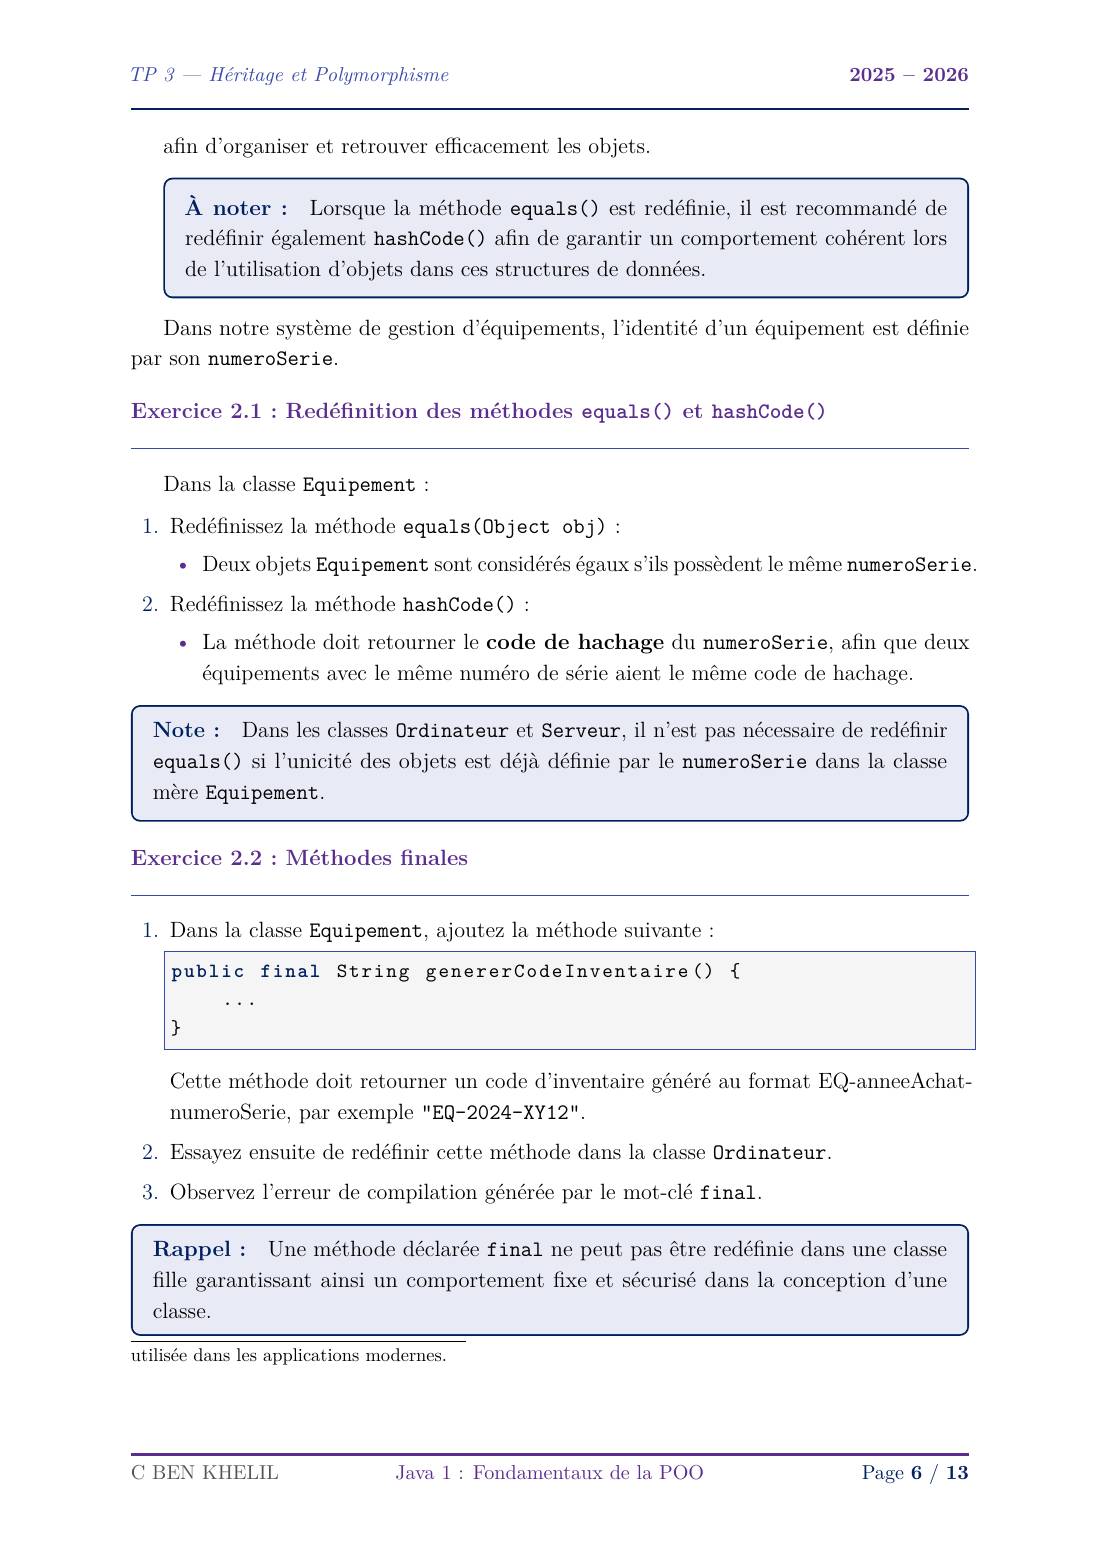 TP 3 — Héritage et Polymorphisme 2025 – 2026
afin d'organiser et retrouver efficacement les objets.
À noter : Lorsque la méthode equals() est redéfinie, il est recommandé de
redéfinir également hashCode() afin de garantir un comportement cohérent lors
de l'utilisation d'objets dans ces structures de données.
Dans notre système de gestion d'équipements, l'identité d'un équipement est définie
par son numeroSerie.
Exercice 2.1 : Redéfinition des méthodes equals() et hashCode()
Dans la classe Equipement :
1. Redéfinissez la méthode equals(Object obj) :
• Deux objets Equipement sont considérés égaux s'ils possèdent le même numeroSerie.
2. Redéfinissez la méthode hashCode() :
• La méthode doit retourner le code de hachage du numeroSerie, afin que deux
équipements avec le même numéro de série aient le même code de hachage.
Note : Dans les classes Ordinateur et Serveur, il n'est pas nécessaire de redéfinir
equals() si l'unicité des objets est déjà définie par le numeroSerie dans la classe
mère Equipement.
Exercice 2.2 : Méthodes finales
1. Dans la classe Equipement, ajoutez la méthode suivante :
public final String genererCodeInventaire() {
...
}
Cette méthode doit retourner un code d'inventaire généré au format EQ-anneeAchat-
numeroSerie, par exemple "EQ-2024-XY12".
2. Essayez ensuite de redéfinir cette méthode dans la classe Ordinateur.
3. Observez l'erreur de compilation générée par le mot-clé final.
Rappel : Une méthode déclarée final ne peut pas être redéfinie dans une classe
fille garantissant ainsi un comportement fixe et sécurisé dans la conception d'une
classe.
utilisée dans les applications modernes.
C BEN KHELIL Java 1 : Fondamentaux de la POO Page 6 / 13